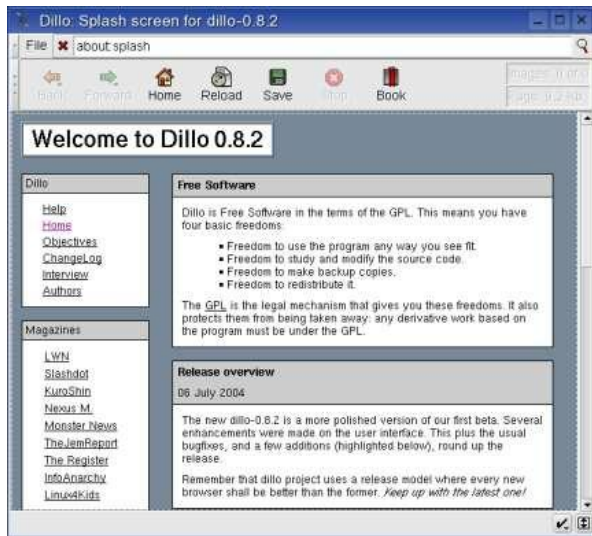 Dillo: Splash screen for dillo-0.8.2
File
about:splash
Back Forward Home Reload Save Stop Book
Welcome to Dillo 0.8.2
Dillo
Help
Home
Objectives
ChangeLog
Interview
Authors
Magazines
LWN
Slashdot
KuroShin
Nexus M.
Monster News
TheJemReport
The Register
InfoAnarchy
Linux4Kids
Free Software
Dillo is Free Software in the terms of the GPL. This means you have
four basic freedoms:
Freedom to use the program any way you see fit.
Freedom to study and modify the source code.
Freedom to make backup copies.
Freedom to redistribute it.
The GPL is the legal mechanism that gives you these freedoms. It also
protects them from being taken away: any derivative work based on
the program must be under the GPL.
Release overview
06 July 2004
The new dillo-0.8.2 is a more polished version of our first beta. Several
enhancements were made on the user interface. This plus the usual
bugfixes, and a few additions (highlighted below), round up the
release.
Remember that dillo project uses a release model where every new
browser shall be better than the former. Keep up with the latest one!